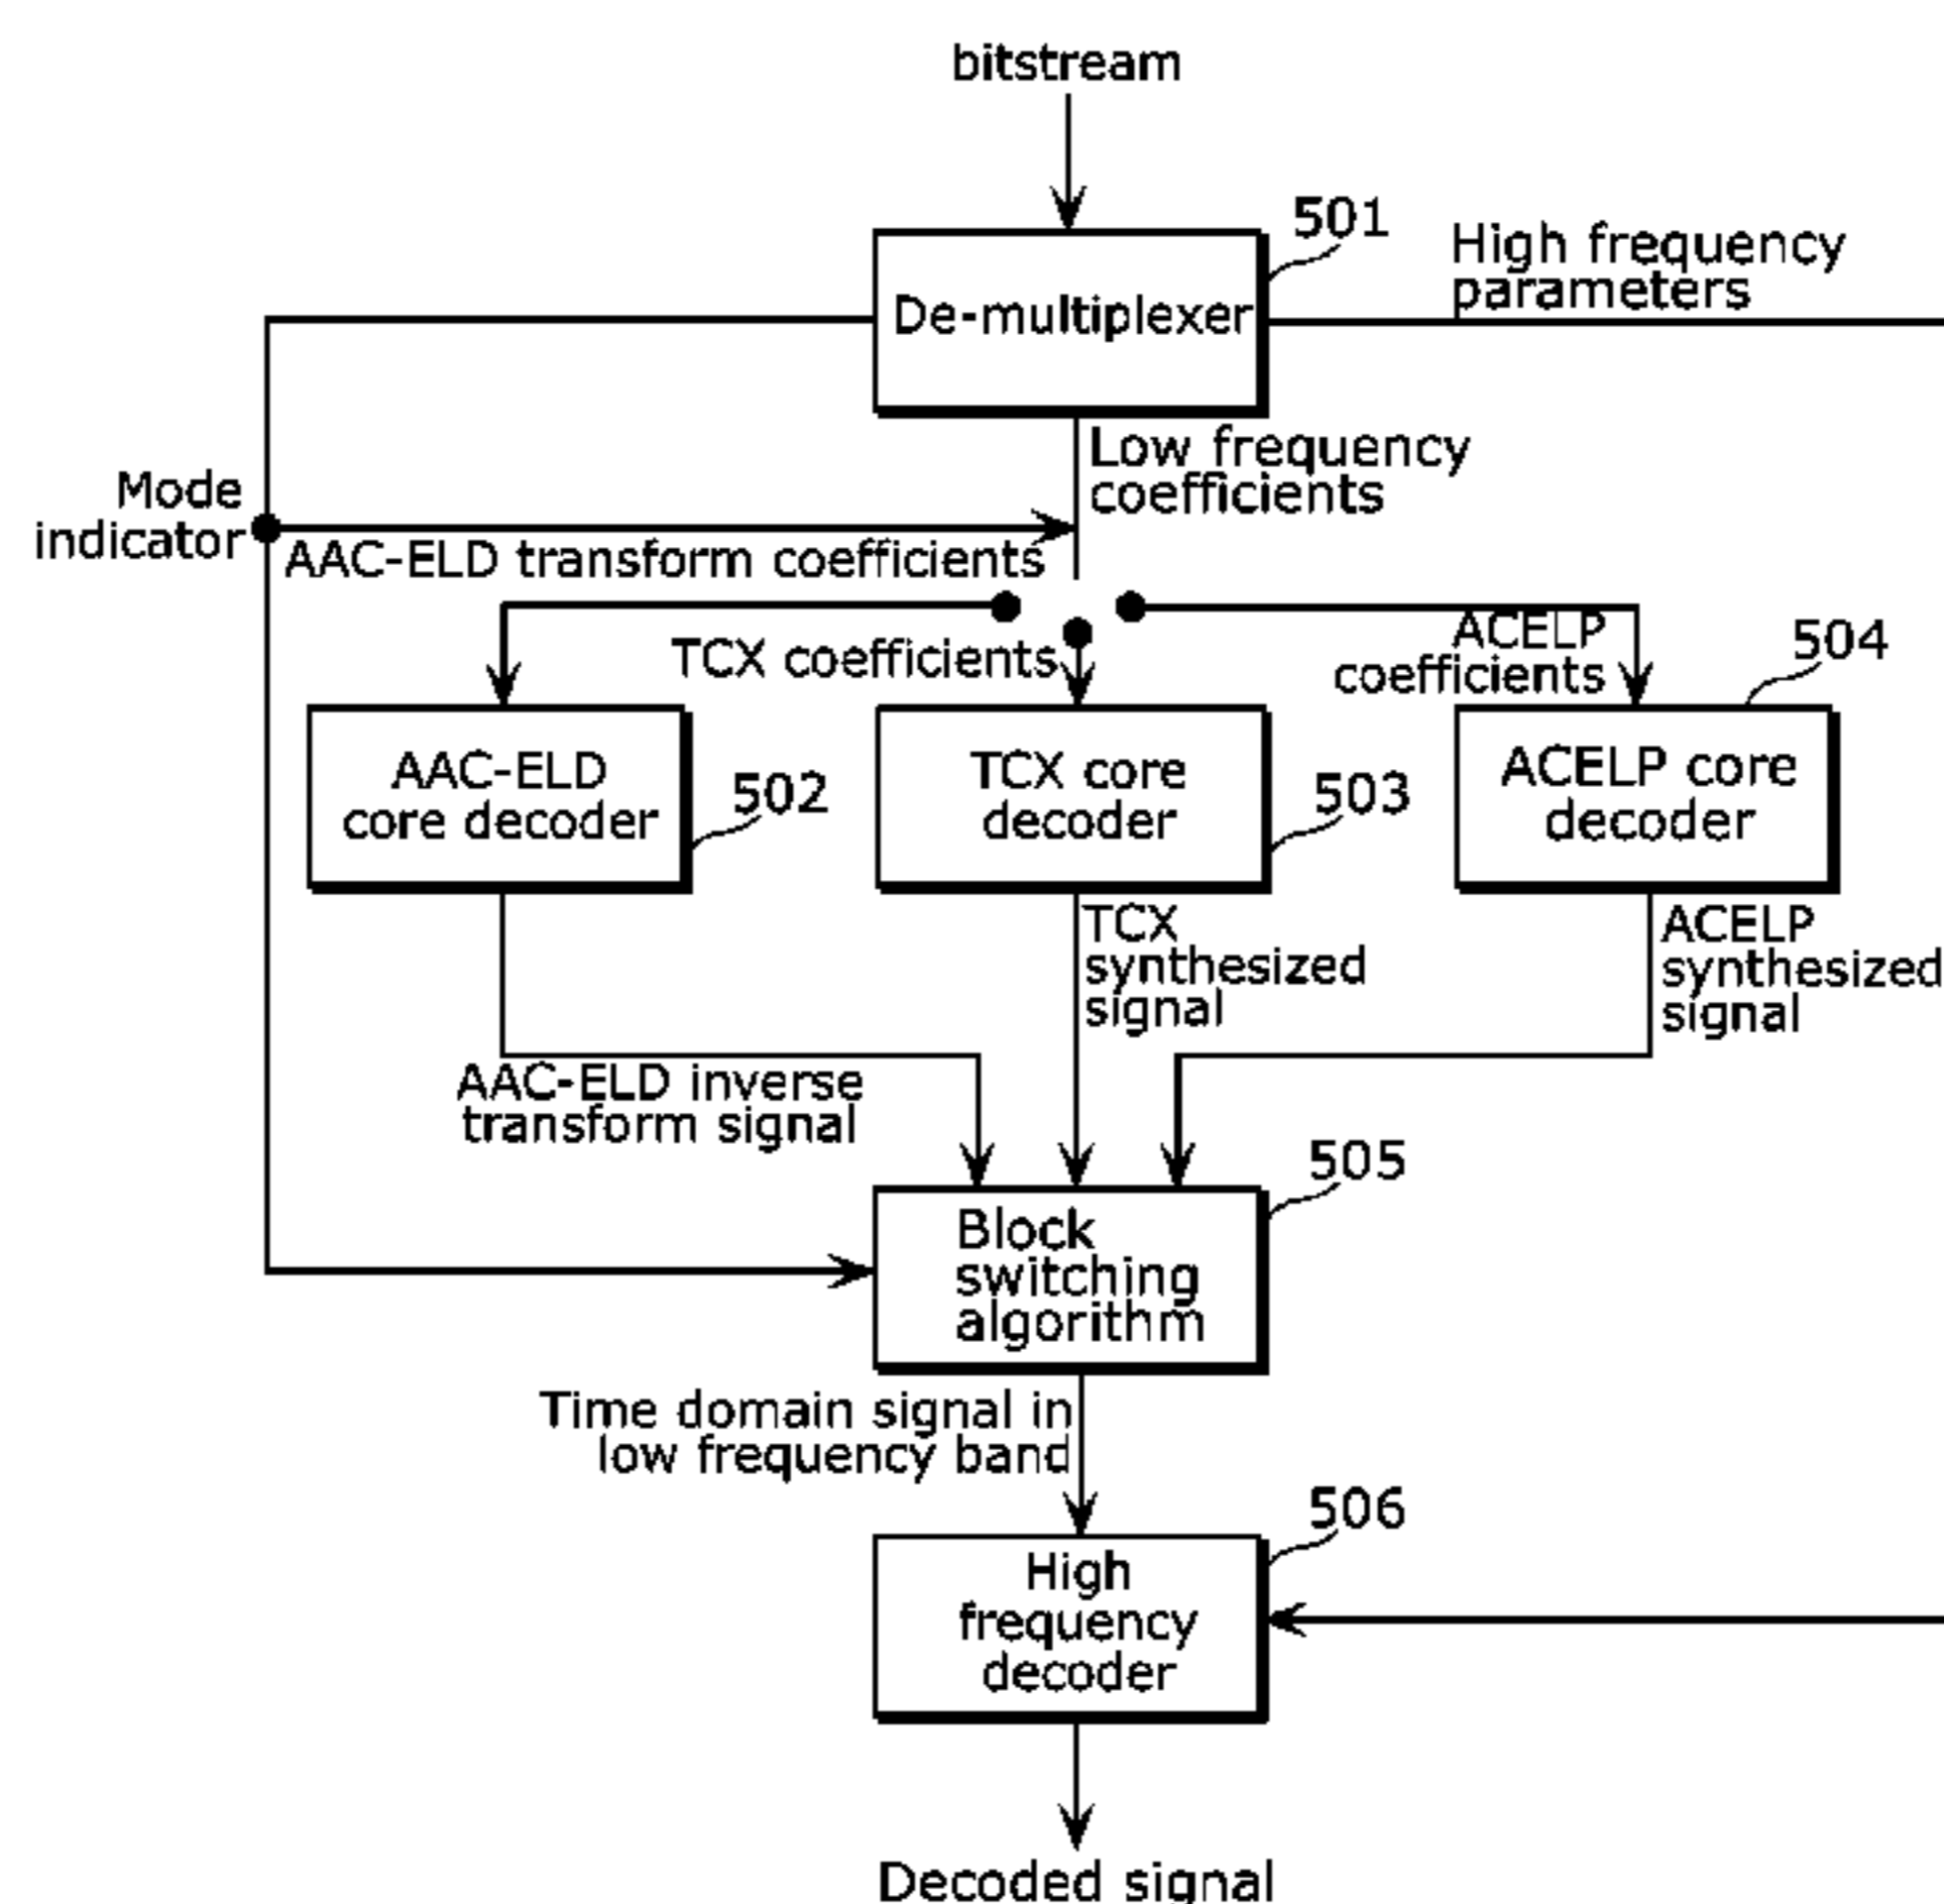 bitstream
501
High frequency
parameters
De-multiplexer
Low frequency
coefficients
Mode
indicator
AAC-ELD transform coefficients
TCX coefficients
ACELP
coefficients
504
AAC-ELD
core decoder
502
TCX core
decoder
503
ACELP core
decoder
TCX
synthesized
signal
ACELP
synthesized
signal
AAC-ELD inverse
transform signal
505
Block
switching
algorithm
Time domain signal in
low frequency band
506
High
frequency
decoder
Decoded signal